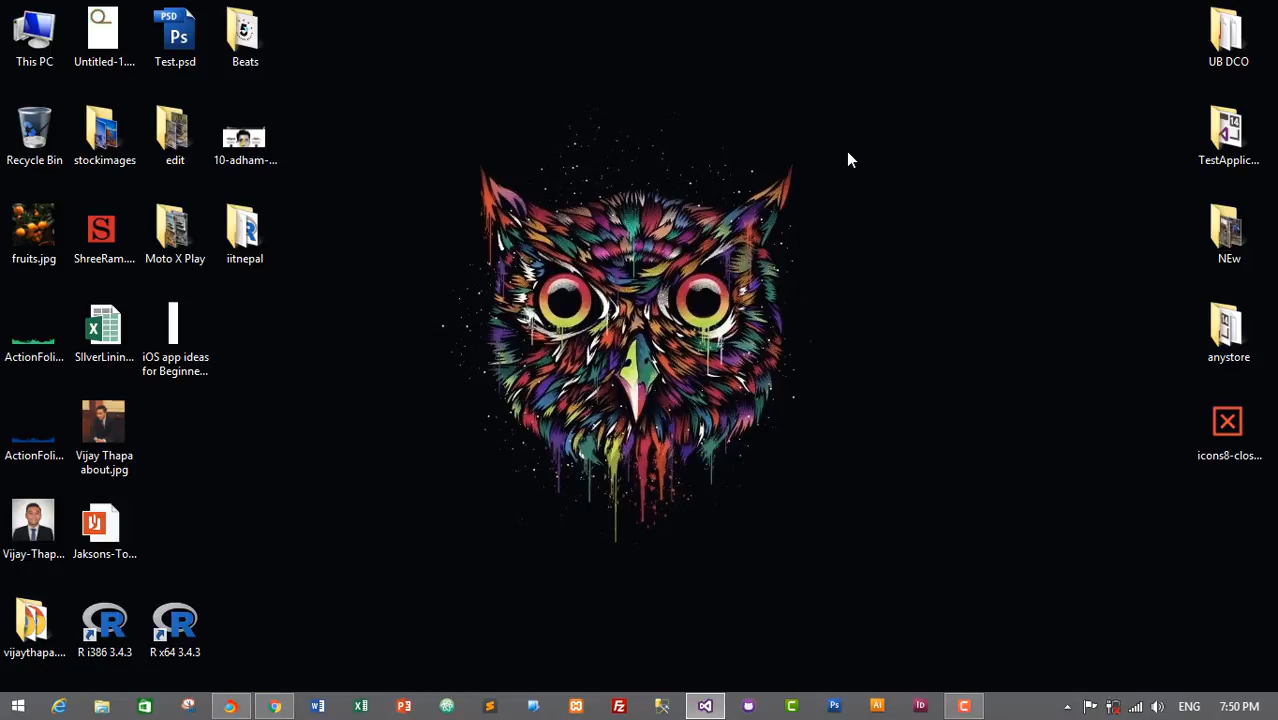 This PC
Untitled-1....
PSD
Ps
Test.psd
Beats
Recycle Bin
stockimages
edit
10-adham-...
fruits.jpg
S
ShreeRam....
Moto X Play
R
iitnepal
ActionFoli...
X
SIlverLinin...
iOS app ideas
for Beginne...
ActionFoli...
Vijay Thapa
about.jpg
Vijay-Thap...
Jaksons-To...
vijaythapa....
R
R i386 3.4.3
R
R x64 3.4.3
UB DCO
14
TestApplic...
NEw
anystore
icons8-clos...
ENG
7:50 PM